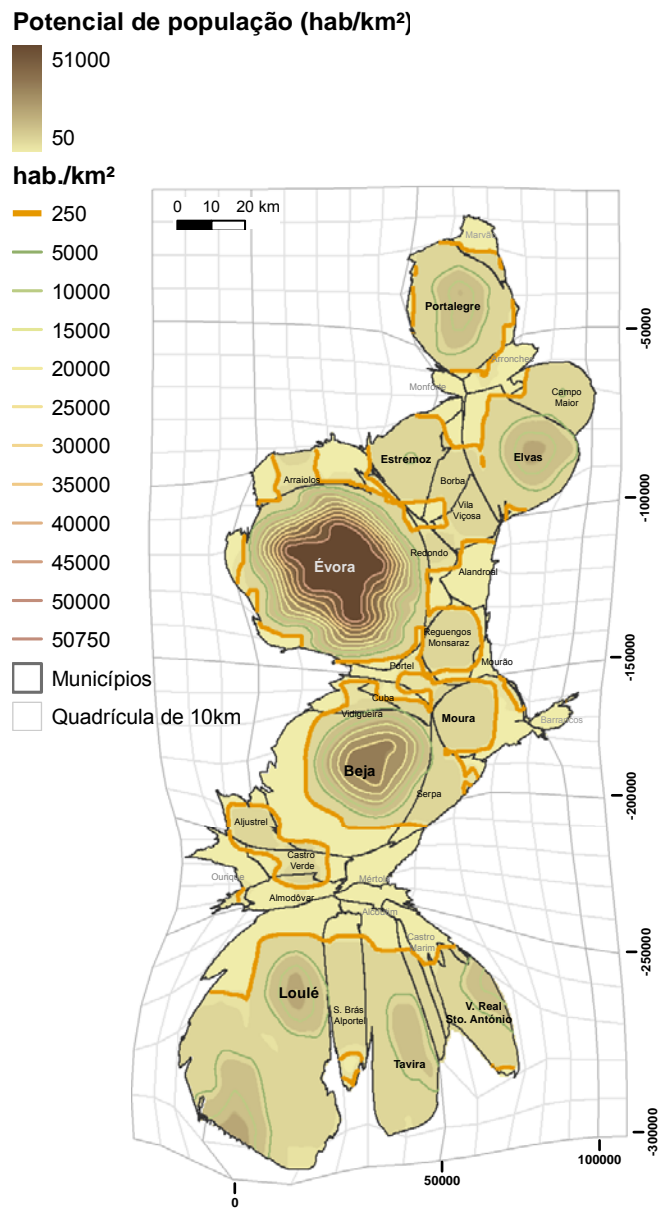 Potencial de população (hab/km²)
51000
50
hab./km²
250
5000
10000
15000
20000
25000
30000
35000
40000
45000
50000
50750
Municípios
Quadrícula de 10km
0 10 20 km
Marvão
Portalegre
-50000
Arronches
Monforte
Campo
Maior
Estremoz
Elvas
Arraiolos
Borba
-100000
Vila
Viçosa
Redondo
Évora
Alandroal
Reguengos
Monsaraz
-150000
Portel
Mourão
Cuba
Vidigueira
Moura
Barrancos
Beja
Serpa
-200000
Aljustrel
Castro
Verde
Ourique
Mértola
Almodôvar
Alcoutim
Castro
Marim
-250000
Loulé
S. Brás
Alportel
V. Real
Sto. António
Tavira
-300000
0
50000
100000